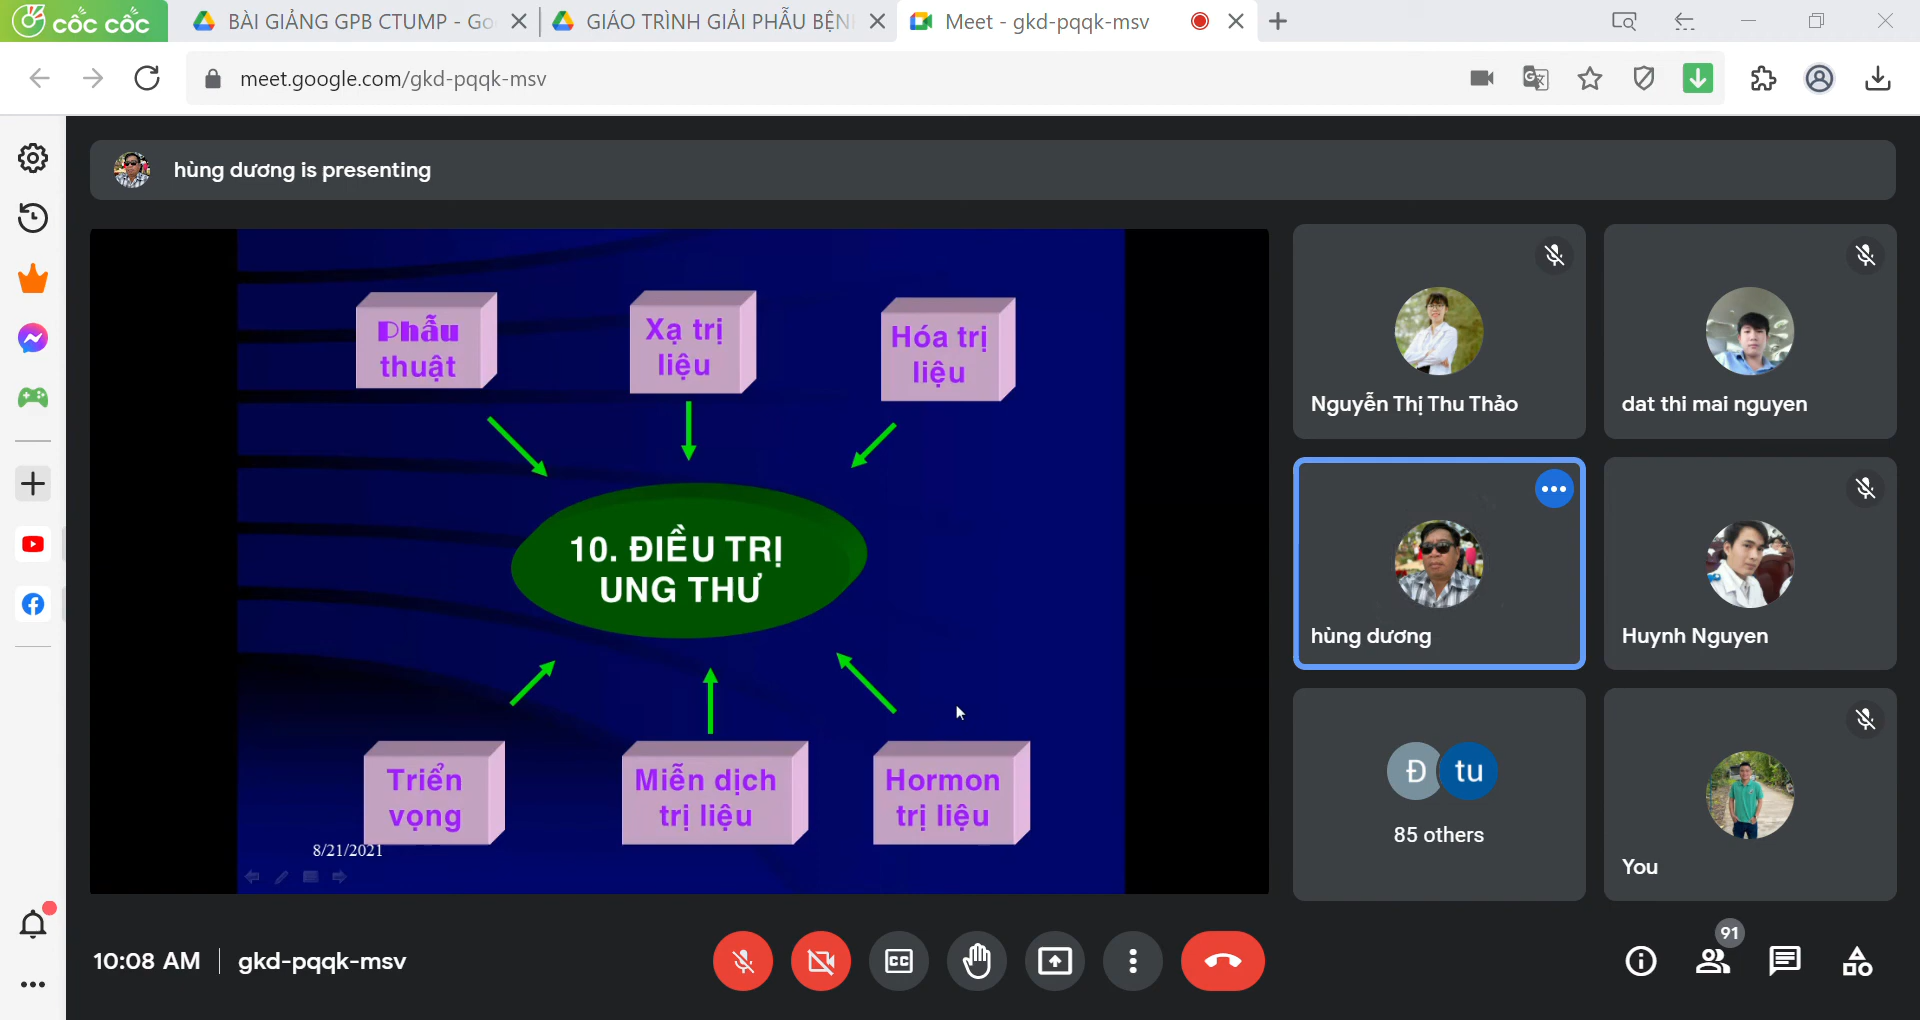 cốc cốc
BÀI GIẢNG GPB CTUMP - Go
GIÁO TRÌNH GIẢI PHẪU BỆN
Meet - gkd-pqqk-msv
meet.google.com/gkd-pqqk-msv
hùng dương is presenting
Phẫu
thuật
Xạ trị
liệu
Hóa trị
liệu
10. ĐIỀU TRỊ
UNG THƯ
Triển
vọng
Miễn dịch
trị liệu
Hormon
trị liệu
8/21/2021
Nguyễn Thị Thu Thảo
dat thi mai nguyen
hùng dương
Huynh Nguyen
Đ
tu
85 others
You
10:08 AM
gkd-pqqk-msv
CC
91